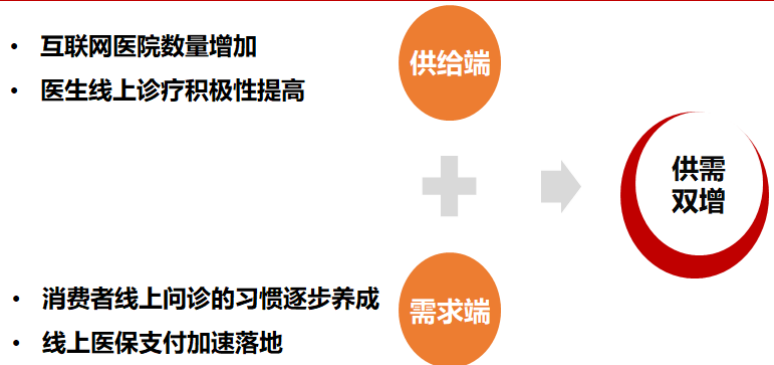 互联网医院数量增加
医生线上诊疗积极性提高
供给端
供需
双增
消费者线上问诊的习惯逐步养成
线上医保支付加速落地
需求端